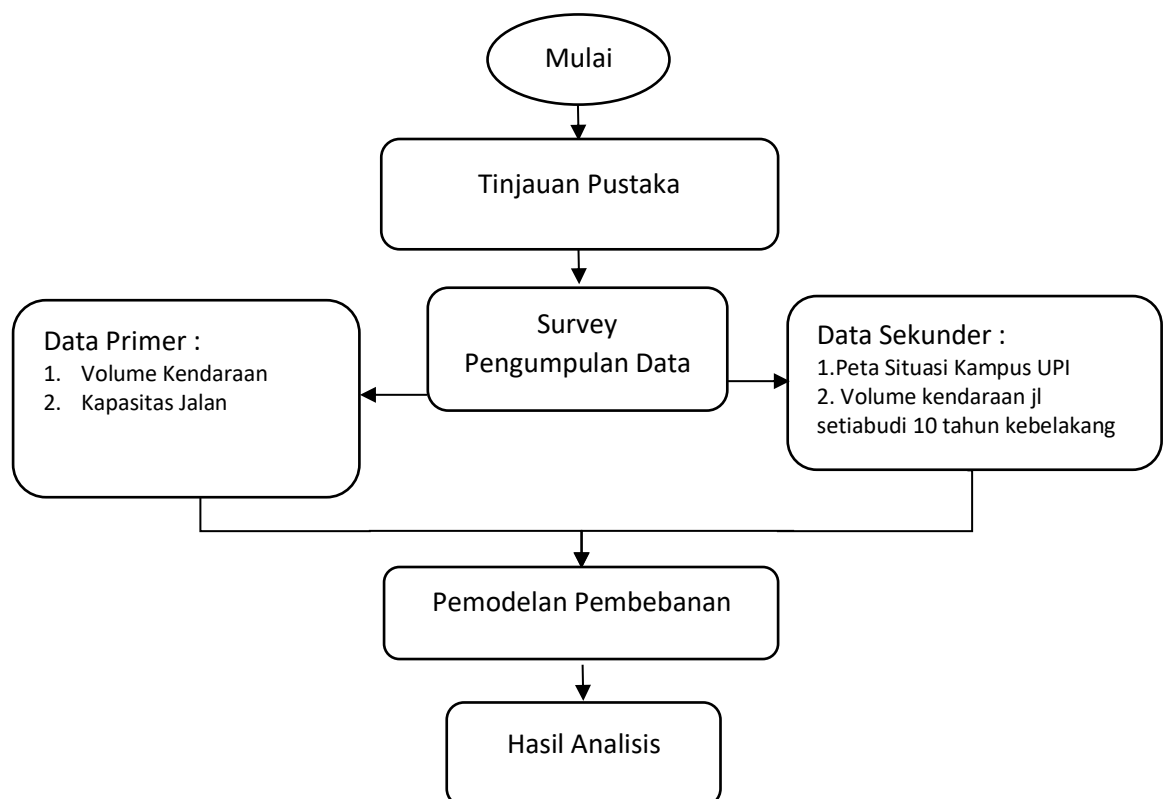 Mulai
Tinjauan Pustaka
Survey
Pengumpulan Data
Data Primer :
1. Volume Kendaraan
2. Kapasitas Jalan
Data Sekunder :
1.Peta Situasi Kampus UPI
2. Volume kendaraan jl
setiabudi 10 tahun kebelakang
Pemodelan Pembebanan
Hasil Analisis